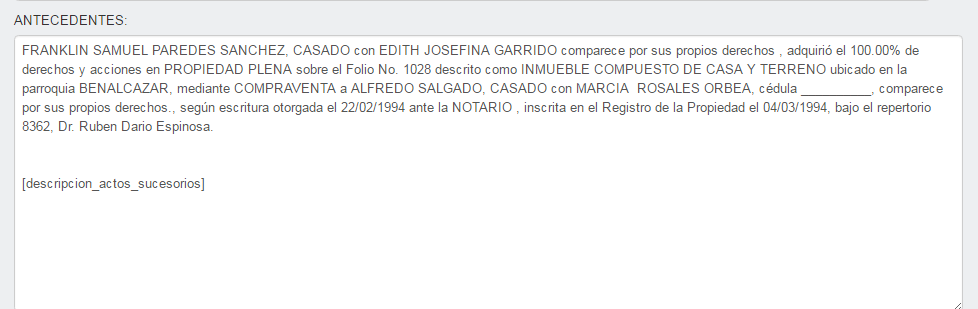 ANTECEDENTES:
FRANKLIN SAMUEL PAREDES SANCHEZ, CASADO con EDITH JOSEFINA GARRIDO comparece por sus propios derechos , adquirió el 100.00% de
derechos y acciones en PROPIEDAD PLENA sobre el Folio No. 1028 descrito como INMUEBLE COMPUESTO DE CASA Y TERRENO ubicado en la
parroquia BENALCAZAR, mediante COMPRAVENTA a ALFREDO SALGADO, CASADO con MARCIA  ROSALES ORBEA, cédula __________, comparece
por sus propios derechos., según escritura otorgada el 22/02/1994 ante la NOTARIO , inscrita en el Registro de la Propiedad el 04/03/1994, bajo el repertorio
8362, Dr. Ruben Dario Espinosa.
[descripcion_actos_sucesorios]